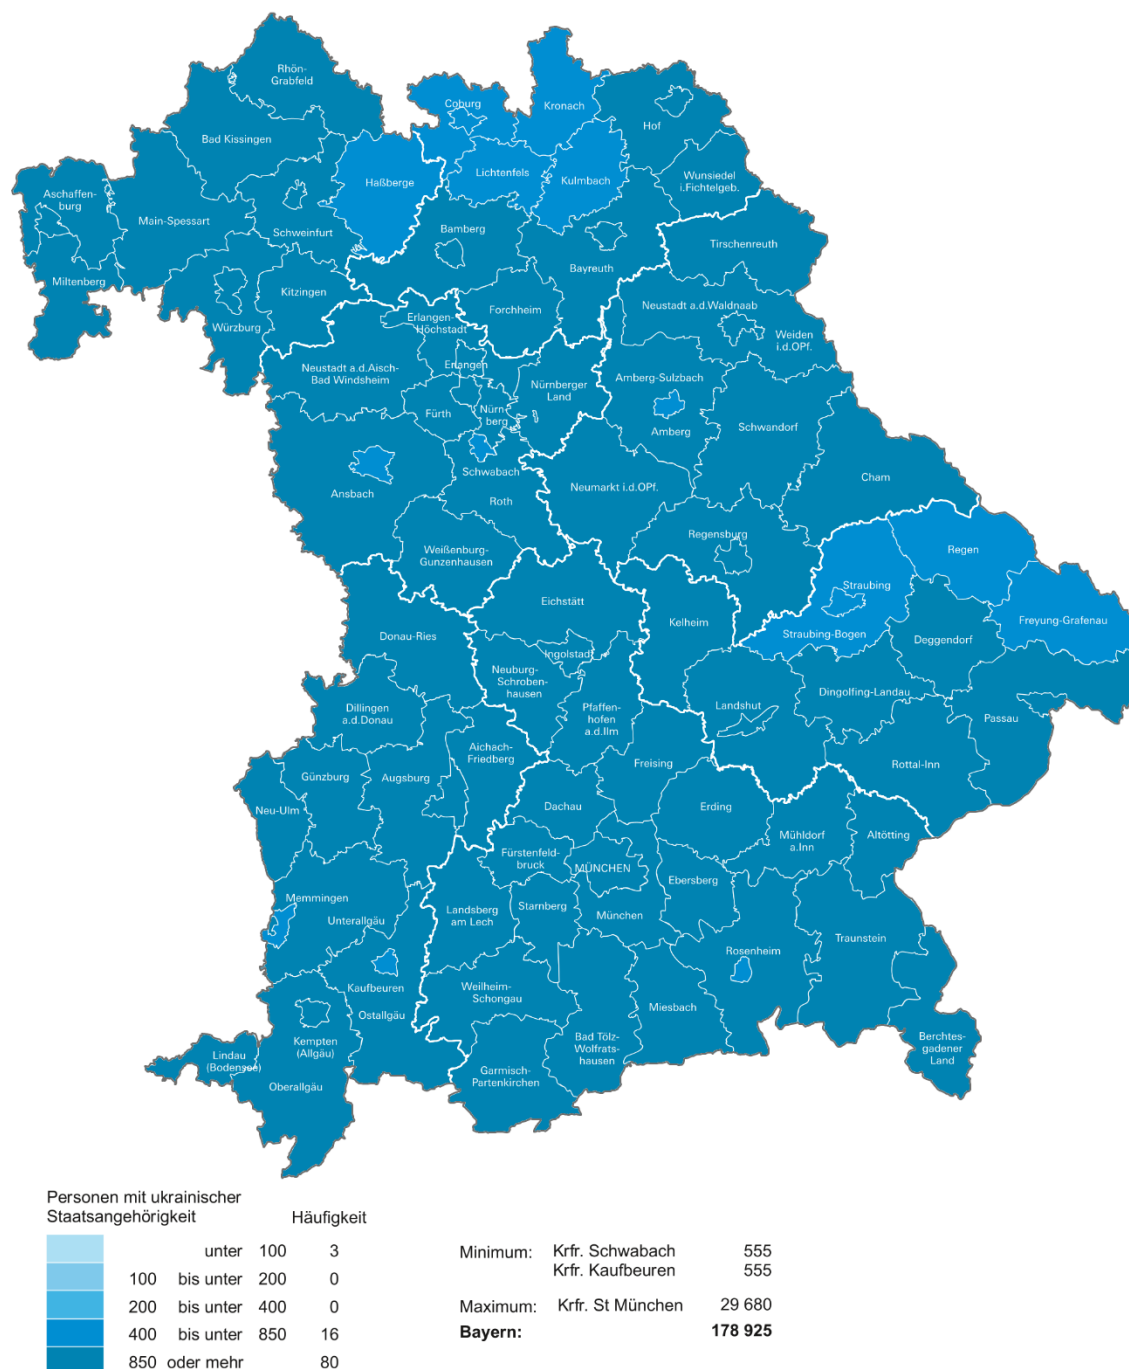 Rhön-
Grabfeld
Coburg
Kronach
Hof
Bad Kissingen
Lichtenfels
Kulmbach
Wunsiedel
i.Fichtelgeb.
Haßberge
Aschaffen-
burg
Main-Spessart
Schweinfurt
Bamberg
Tirschenreuth
Bayreuth
Miltenberg
Kitzingen
Würzburg
Erlangen-
Höchstadt
Forchheim
Neustadt a.d.Waldnaab
Weiden
i.d.OPf.
Neustadt a.d.Aisch-
Bad Windsheim
Erlangen
Nürnberger
Land
Amberg-Sulzbach
Fürth
Nürn-
berg
Amberg
Schwandorf
Schwabach
Ansbach
Roth
Neumarkt i.d.OPf.
Cham
Regensburg
Weißenburg-
Gunzenhausen
Regen
Straubing
Eichstätt
Kelheim
Freyung-Grafenau
Straubing-Bogen
Deggendorf
Donau-Ries
Ingolstadt
Neuburg-
Schroben-
hausen
Dillingen
a.d.Donau
Pfaffen-
hofen
a.d.Ilm
Landshut
Dingolfing-Landau
Passau
Aichach-
Friedberg
Freising
Rottal-Inn
Günzburg
Augsburg
Neu-Ulm
Dachau
Erding
Mühldorf
a.Inn
Altötting
Fürstenfeld-
bruck
MÜNCHEN
Ebersberg
Memmingen
Unterallgäu
Landsberg
am Lech
Starnberg
München
Traunstein
Rosenheim
Kaufbeuren
Ostallgäu
Weilheim-
Schongau
Miesbach
Kempten
(Allgäu)
Bad Tölz-
Wolfrats-
hausen
Berchtes-
gadener
Land
Lindau
(Bodensee)
Oberallgäu
Garmisch-
Partenkirchen
Personen mit ukrainischer
Staatsangehörigkeit Häufigkeit
unter 100 3
100 bis unter 200 0
200 bis unter 400 0
400 bis unter 850 16
850 oder mehr 80
Minimum: Krfr. Schwabach 555
Krfr. Kaufbeuren 555
Maximum: Krfr. St München 29 680
Bayern: 178 925